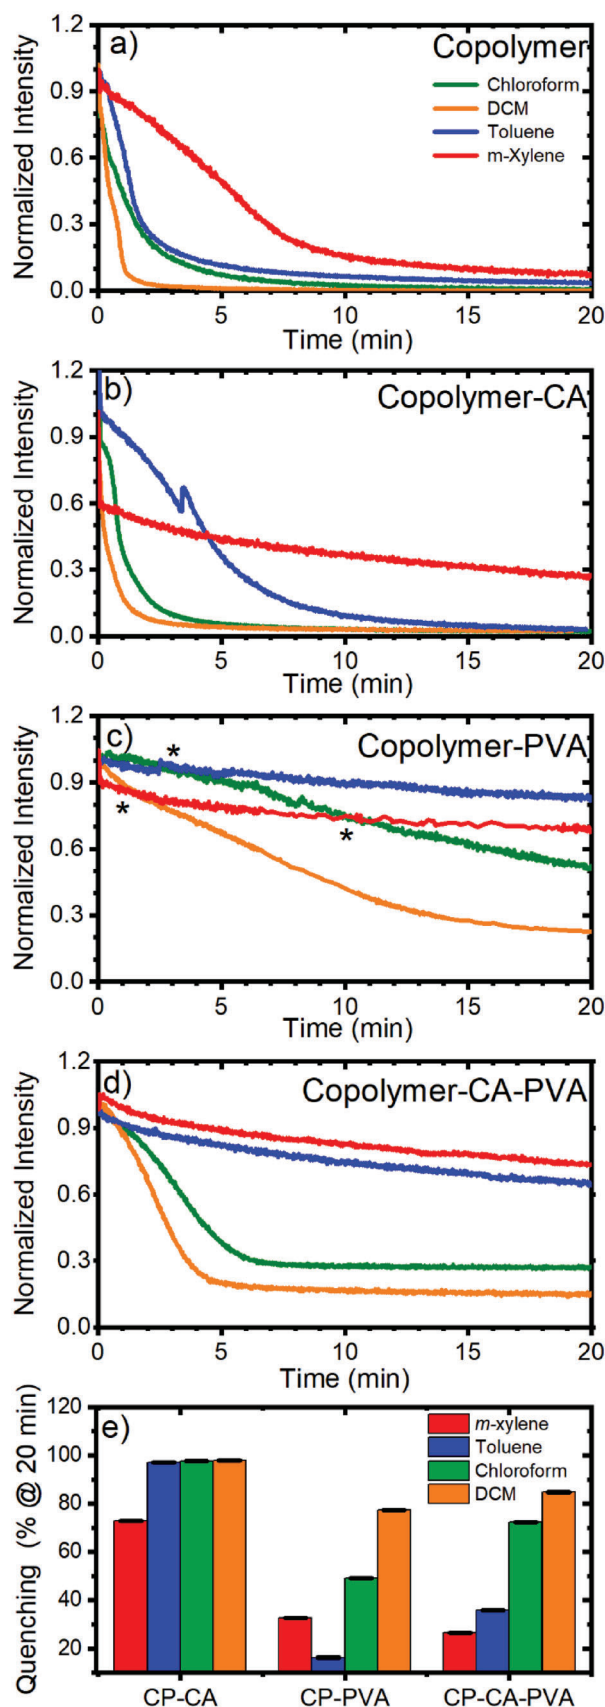 a)
Copolymer
Chloroform
DCM
Toluene
m-Xylene
Normalized Intensity
1.2
0.9
0.6
0.3
0.0
0 5 10 15 20
Time (min)
b)
Copolymer-CA
Normalized Intensity
1.2
0.9
0.6
0.3
0.0
0 5 10 15 20
Time (min)
c)
Copolymer-PVA
Normalized Intensity
1.2
0.9
0.6
0.3
0.0
*
*
*
0 5 10 15 20
Time (min)
d)
Copolymer-CA-PVA
Normalized Intensity
1.2
0.9
0.6
0.3
0.0
0 5 10 15 20
Time (min)
e)
m-xylene
Toluene
Chloroform
DCM
Quenching (% @ 20 min)
120
100
80
60
40
20
CP-CA CP-PVA CP-CA-PVA